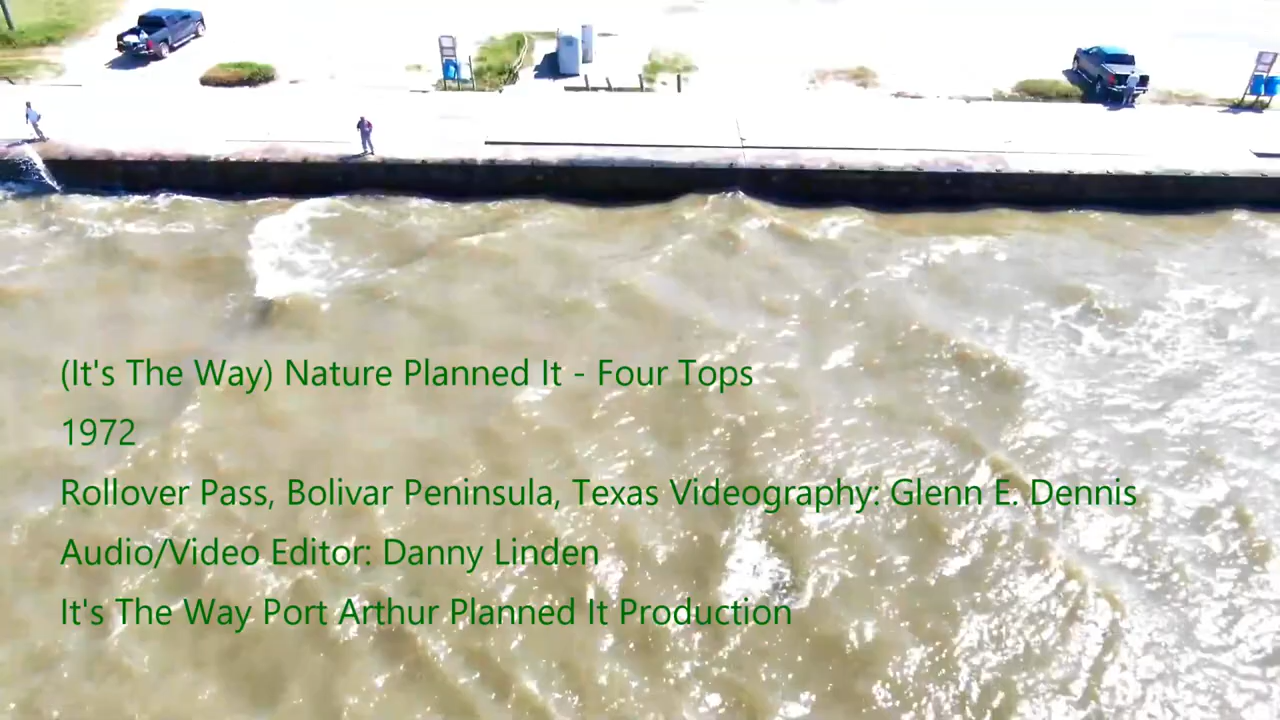 (It's The Way) Nature Planned It - Four Tops
1972
Rollover Pass, Bolivar Peninsula, Texas Videography: Glenn E. Dennis
Audio/Video Editor: Danny Linden
It's The Way Port Arthur Planned It Production